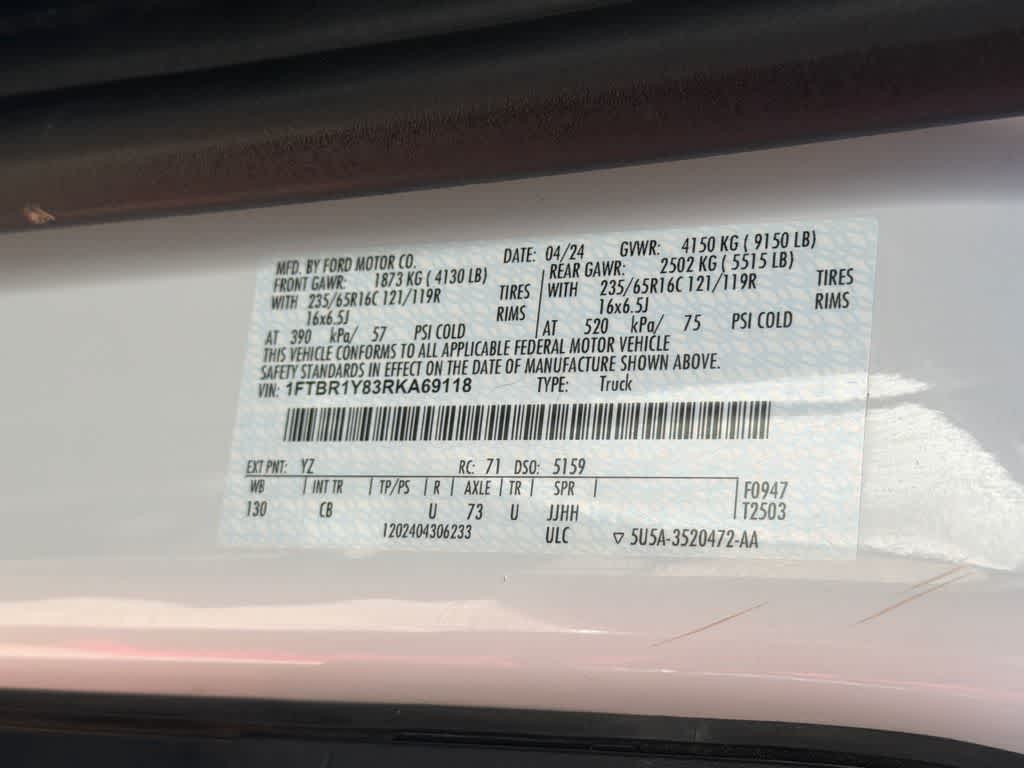 MFD. BY FORD MOTOR CO. DATE: 04/24 GVWR: 4150 KG ( 9150 LB)
FRONT GAWR: 1873 KG ( 4130 LB) REAR GAWR: 2502 KG ( 5515 LB)
WITH 235/65R16C 121/119R TIRES WITH 235/65R16C 121/119R TIRES
16x6.5J RIMS 16x6.5J RIMS
AT 390 kPa/ 57 PSI COLD AT 520 kPa/ 75 PSI COLD
THIS VEHICLE CONFORMS TO ALL APPLICABLE FEDERAL MOTOR VEHICLE
SAFETY STANDARDS IN EFFECT ON THE DATE OF MANUFACTURE SHOWN ABOVE.
VIN: 1FTBR1Y83RKA69118 TYPE: Truck
EXT PNT: YZ RC: 71 DSO: 5159
WB INT TR TP/PS R AXLE TR SPR F0947
130 CB U 73 U JJHH T2503
1202404306233 ULC ▽ 5U5A-3520472-AA